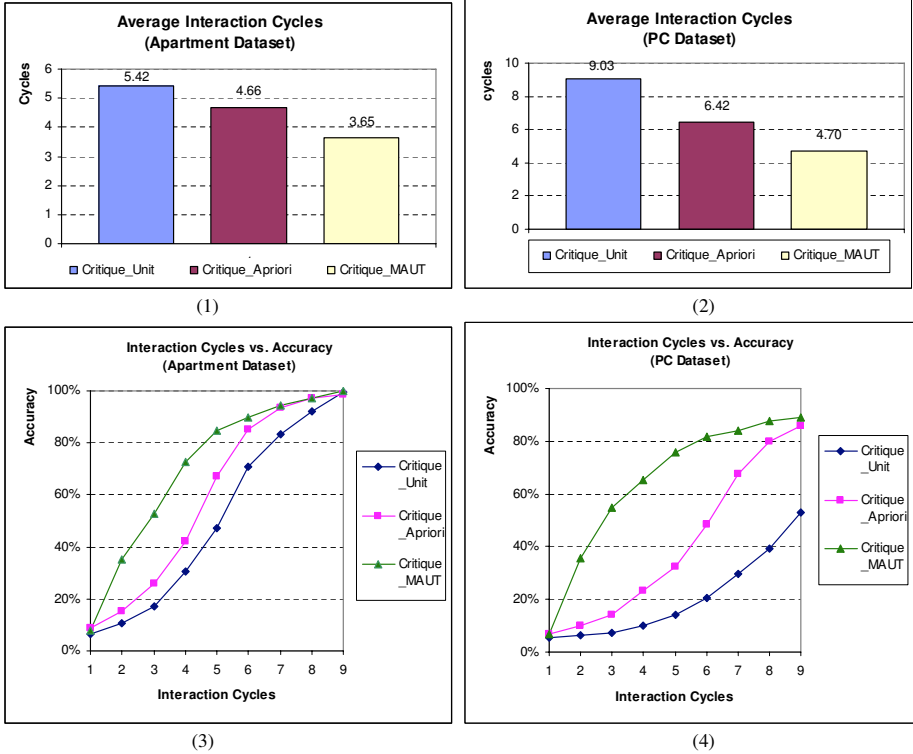 Average Interaction Cycles
(Apartment Dataset)
Cycles
6
5
4
3
2
1
0
5.42
4.66
3.65
Critique_Unit
Critique_Apriori
Critique_MAUT
(1)
Average Interaction Cycles
(PC Dataset)
cycles
10
8
6
4
2
0
9.03
6.42
4.70
Critique_Unit
Critique_Apriori
Critique_MAUT
(2)
Interaction Cycles vs. Accuracy
(Apartment Dataset)
Accuracy
100%
80%
60%
40%
20%
0%
1 2 3 4 5 6 7 8 9
Interaction Cycles
Critique
_Unit
Critique
_Apriori
Critique
_MAUT
(3)
Interaction Cycles vs. Accuracy
(PC Dataset)
Accuracy
100%
80%
60%
40%
20%
0%
1 2 3 4 5 6 7 8 9
Interaction Cycles
Critique
_Unit
Critique
_Apriori
Critique
_MAUT
(4)